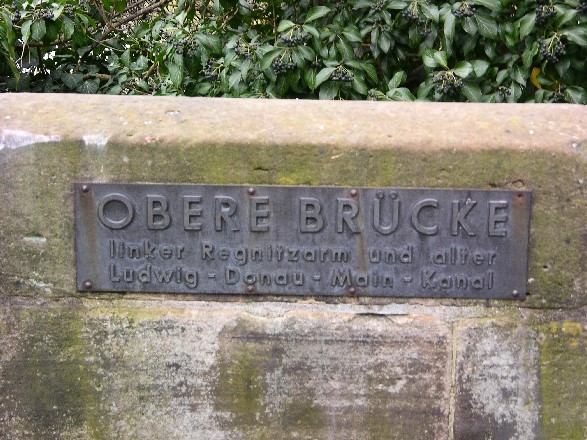 OBERE BRÜCKE
linker Regnitzarm und alter
Ludwig - Donau - Main - Kanal